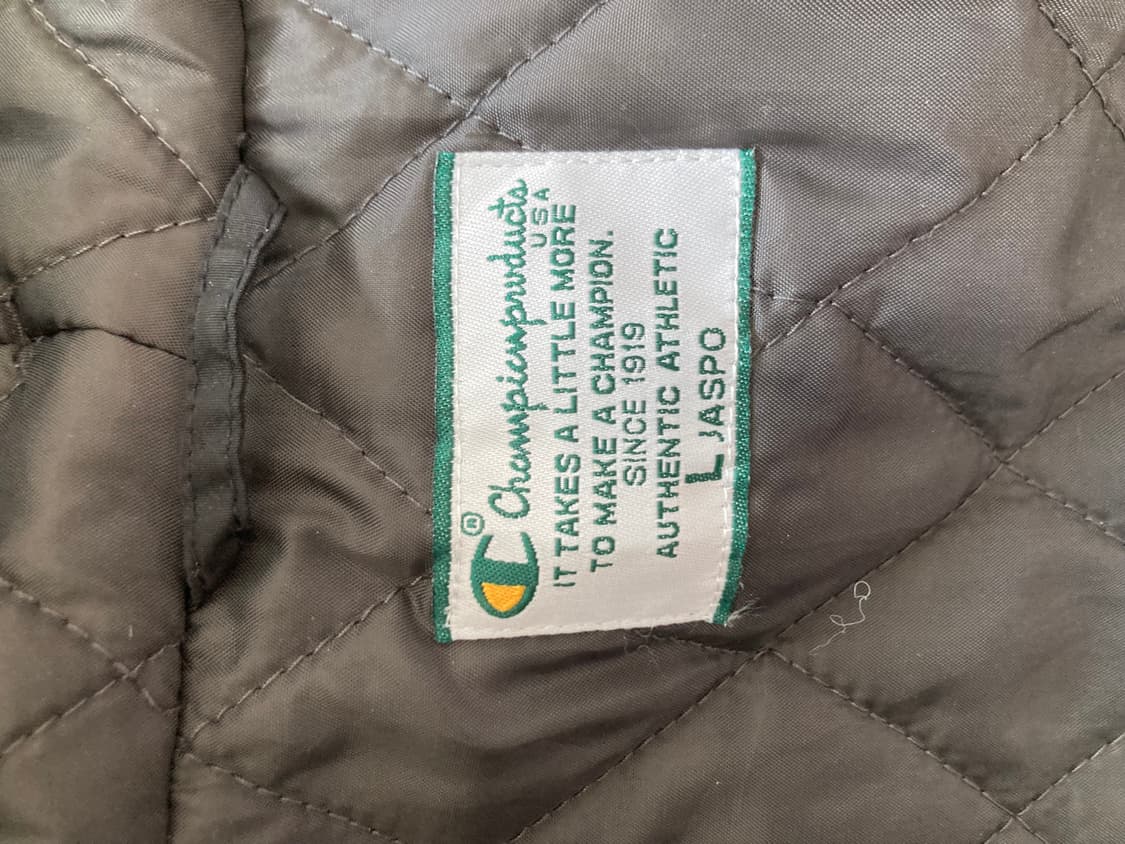 ® Championproducts
USA
IT TAKES A LITTLE MORE
TO MAKE A CHAMPION.
SINCE 1919
AUTHENTIC ATHLETIC
L JASPO